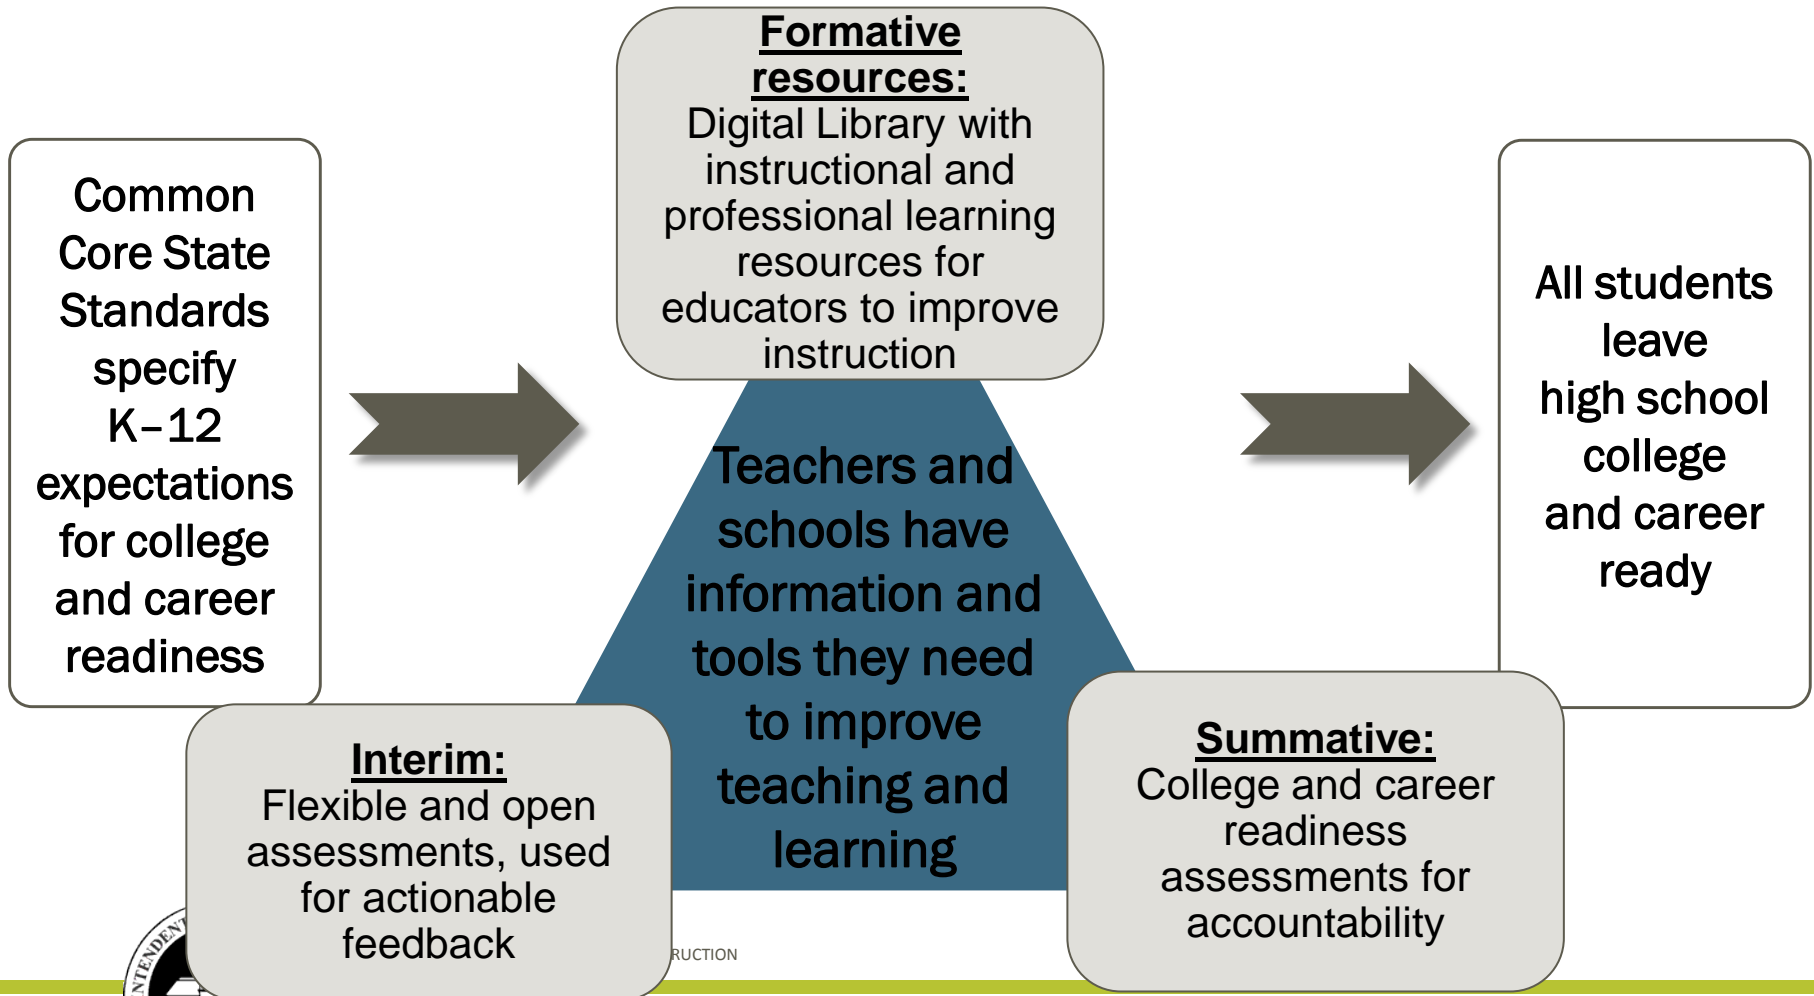 Formative
resources:
Digital Library with
instructional and
professional learning
resources for
educators to improve
instruction
Common
Core State
Standards
specify
K–12
expectations
for college
and career
readiness
Teachers and
schools have
information and
tools they need
to improve
teaching and
learning
All students
leave
high school
college
and career
ready
Interim:
Flexible and open
assessments, used
for actionable
feedback
Summative:
College and career
readiness
assessments for
accountability